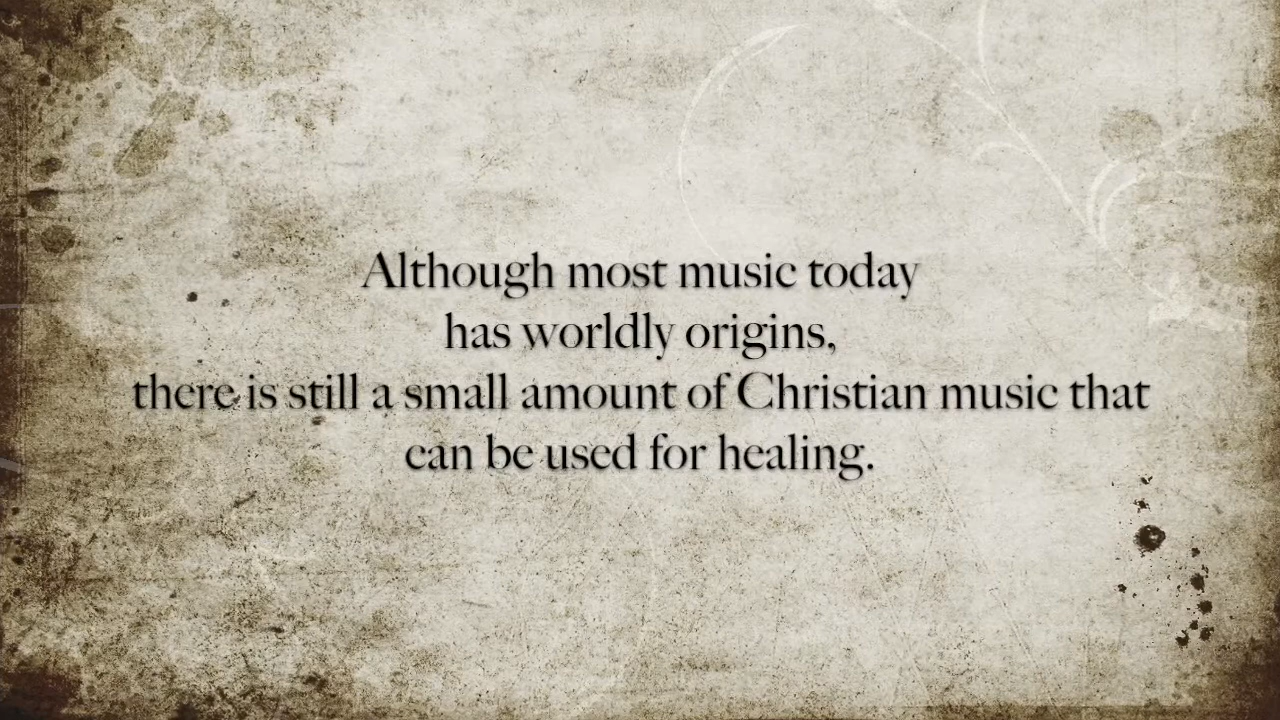 Although most music today
has worldly origins,
there is still a small amount of Christian music that
can be used for healing.